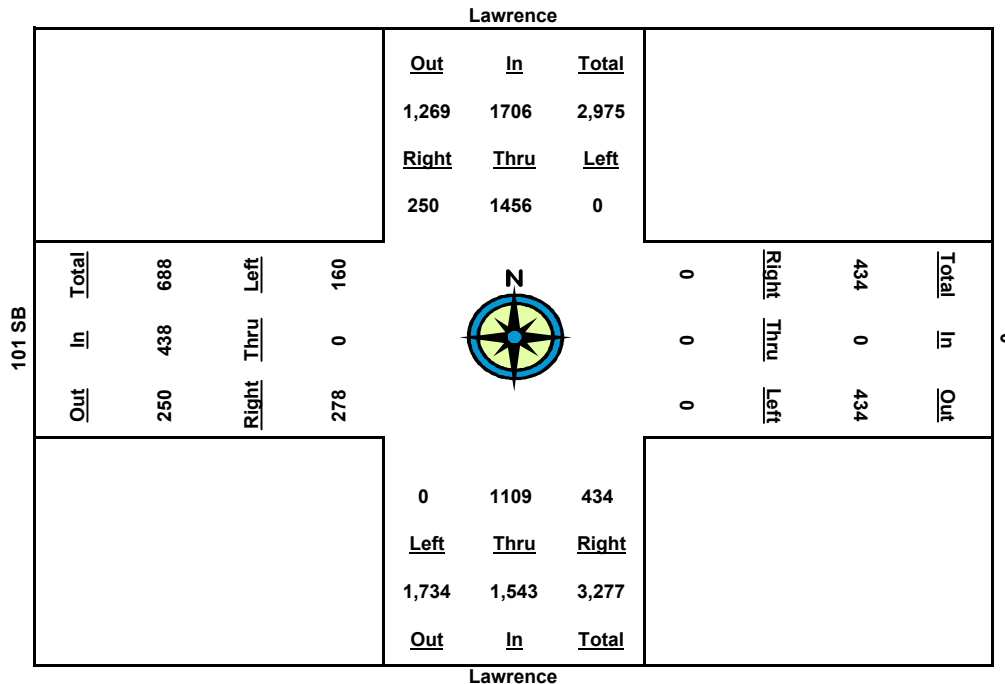 Lawrence
Out In Total
1,269 1706 2,975
Right Thru Left
250 1456 0
101 SB
Total 688 Left 160
In 438 Thru 0
Out 250 Right 278
N
0 Right 434 Total
0 Thru 0 In
0 Left 434 Out
0 1109 434
Left Thru Right
1,734 1,543 3,277
Out In Total
Lawrence